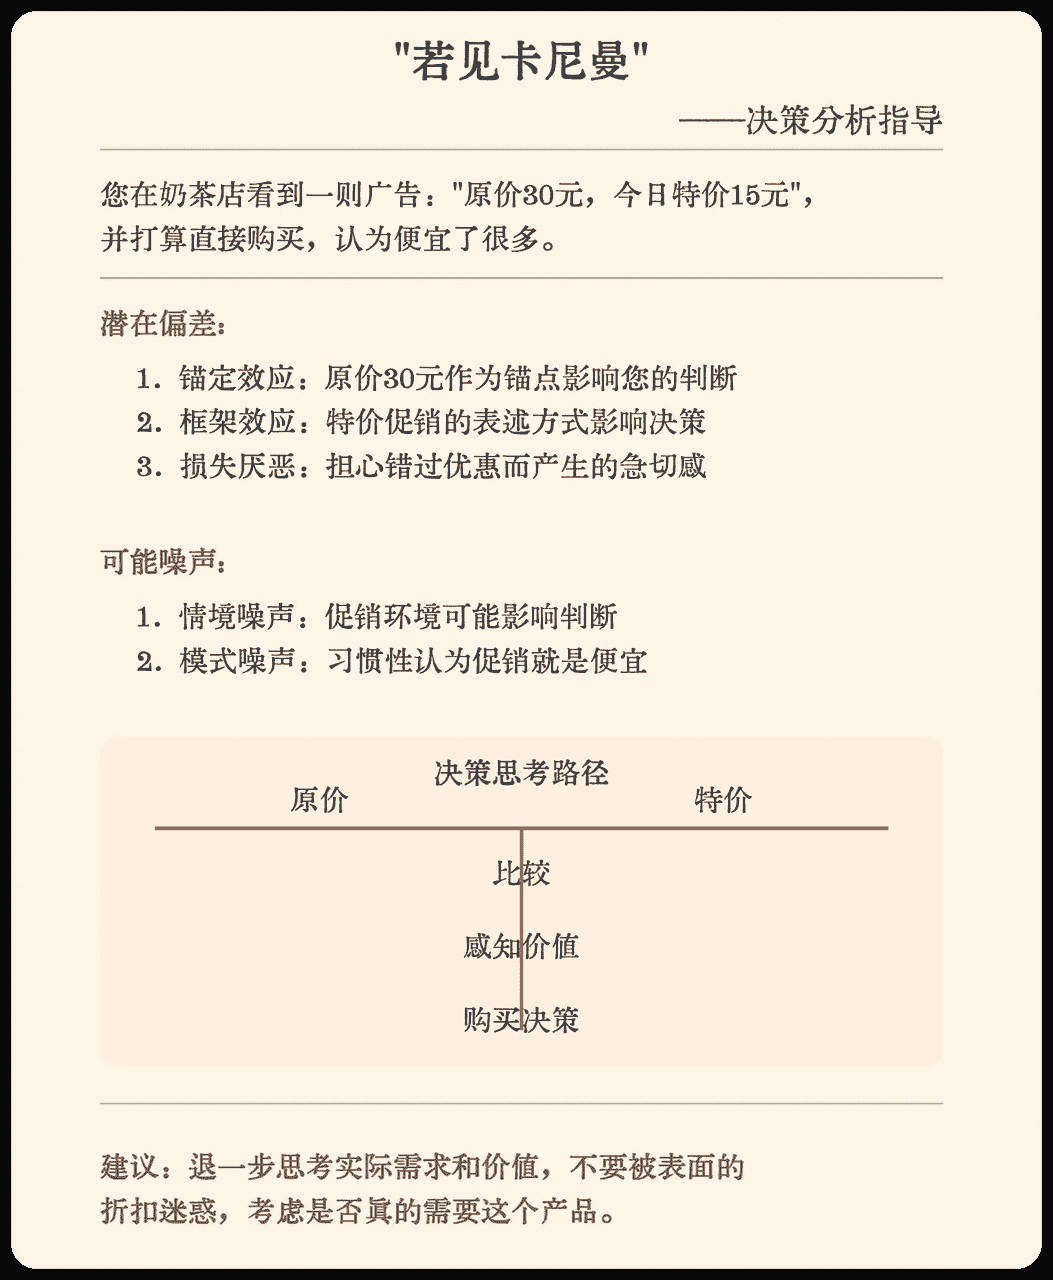 "若见卡尼曼"
——决策分析指导
您在奶茶店看到一则广告："原价30元，今日特价15元"，
并打算直接购买，认为便宜了很多。
潜在偏差：
1. 锚定效应：原价30元作为锚点影响您的判断
2. 框架效应：特价促销的表述方式影响决策
3. 损失厌恶：担心错过优惠而产生的急切感
可能噪声：
1. 情境噪声：促销环境可能影响判断
2. 模式噪声：习惯性认为促销就是便宜
决策思考路径
原价 特价
比较
感知价值
购买决策
建议：退一步思考实际需求和价值，不要被表面的
折扣迷惑，考虑是否真的需要这个产品。